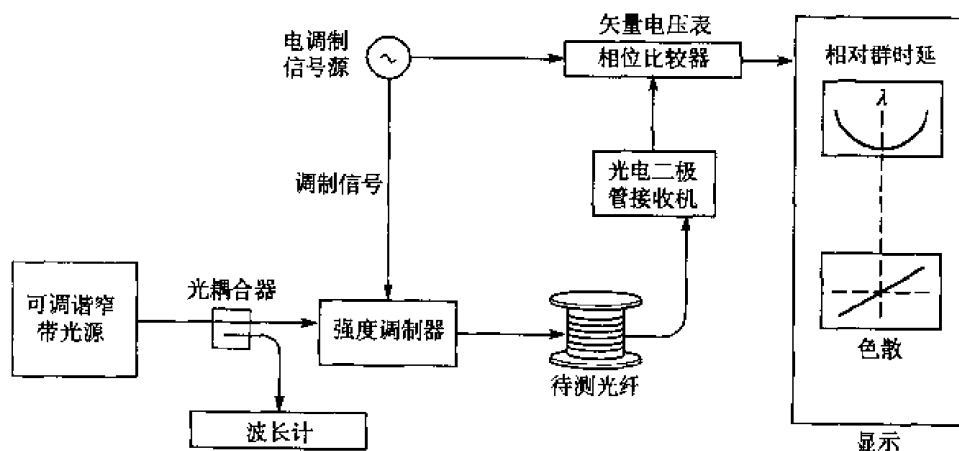 电调制
信号源
矢量电压表
相位比较器
相对群时延
λ
光电二极
管接收机
调制信号
可调谐窄
带光源
光耦合器
强度调制器
待测光纤
色散
波长计
显示